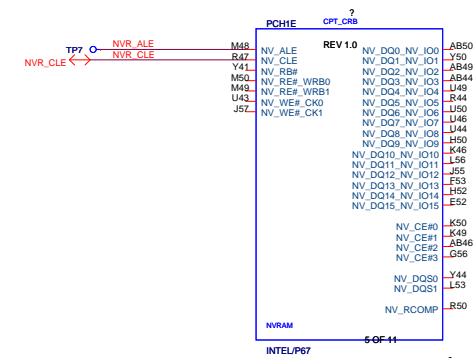 ?
PCH1E CPT_CRB
REV 1.0
TP7 NVR_ALE M48 NV_ALE
NVR_CLE NVR_CLE R47 NV_CLE
Y41 NV_RB#
M50 NV_RE#_WRB0
M49 NV_RE#_WRB1
U43 NV_WE#_CK0
J57 NV_WE#_CK1
NV_DQ0_NV_IO0 AB50
NV_DQ1_NV_IO1 Y50
NV_DQ2_NV_IO2 AB49
NV_DQ3_NV_IO3 AB44
NV_DQ4_NV_IO4 U49
NV_DQ5_NV_IO5 R44
NV_DQ6_NV_IO6 U50
NV_DQ7_NV_IO7 U46
NV_DQ8_NV_IO8 U44
NV_DQ9_NV_IO9 H50
NV_DQ10_NV_IO10 K46
NV_DQ11_NV_IO11 L56
NV_DQ12_NV_IO12 J55
NV_DQ13_NV_IO13 F53
NV_DQ14_NV_IO14 H52
NV_DQ15_NV_IO15 E52
NV_CE#0 K50
NV_CE#1 K49
NV_CE#2 AB46
NV_CE#3 G56
NV_DQS0 Y44
NV_DQS1 L53
NV_RCOMP R50
NVRAM
5 OF 11
INTEL/P67